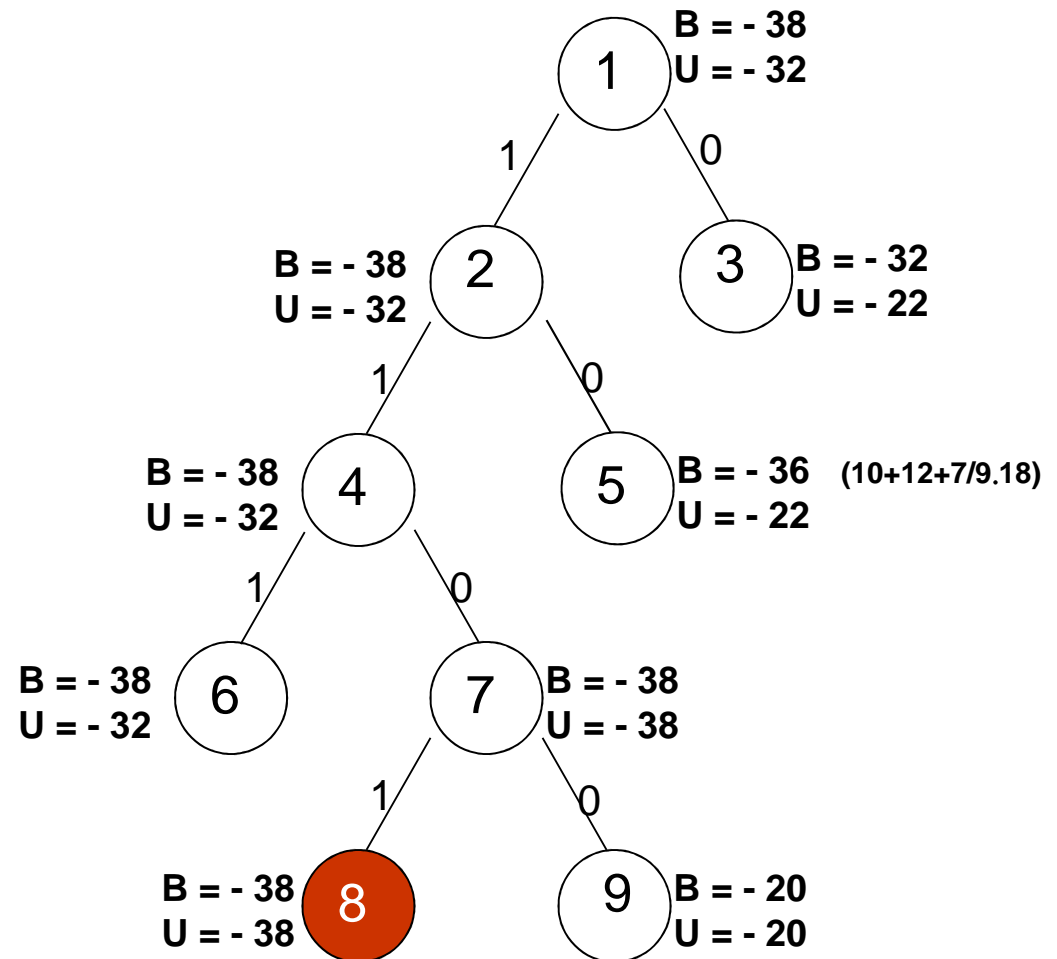 B = - 38
U = - 32
1
1
0
B = - 38
U = - 32
2
3
B = - 32
U = - 22
1
0
B = - 38
U = - 32
4
5
B = - 36 (10+12+7/9.18)
U = - 22
1
0
B = - 38
U = - 32
6
7
B = - 38
U = - 38
1
0
B = - 38
U = - 38
8
9
B = - 20
U = - 20